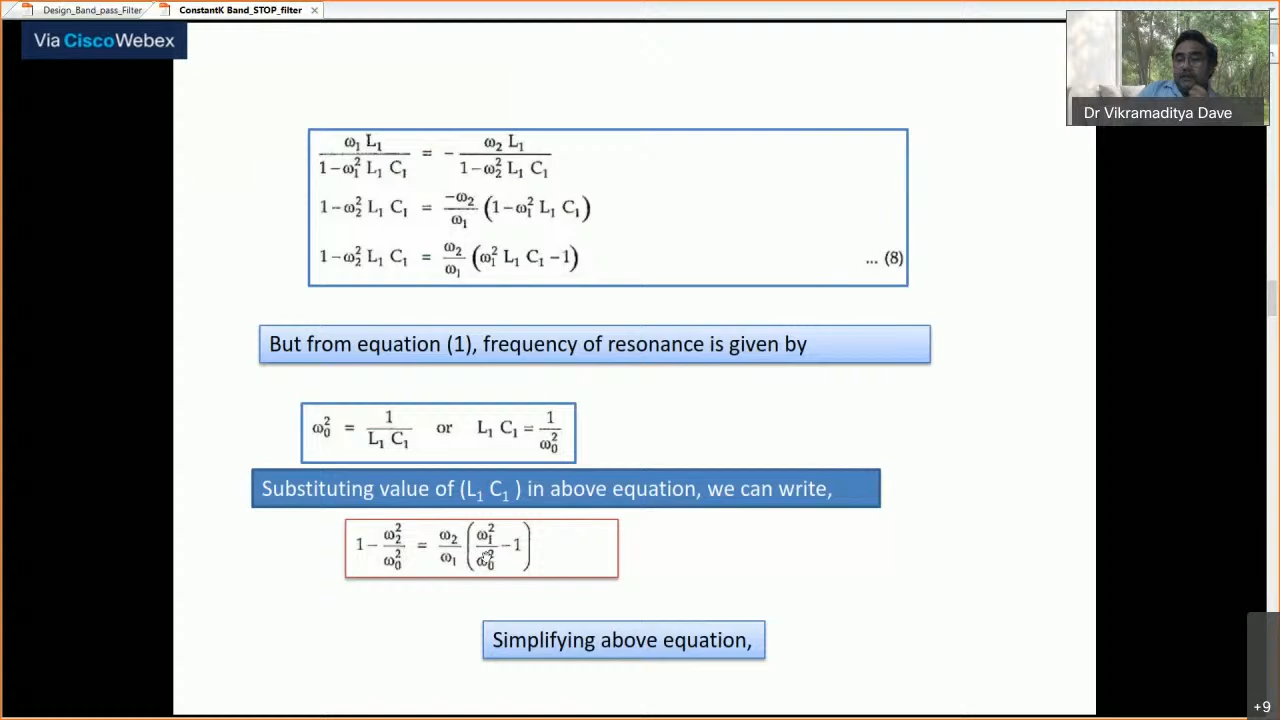 Design_Band_pass_Filter
ConstantK Band_STOP_filter
Via Cisco Webex
Dr Vikramaditya Dave
ω₁ L₁ / (1−ω₁² L₁ C₁) = − ω₂ L₁ / (1−ω₂² L₁ C₁)
1−ω₂² L₁ C₁ = −ω₂/ω₁ (1−ω₁² L₁ C₁)
1−ω₂² L₁ C₁ = ω₂/ω₁ (ω₁² L₁ C₁ −1) ... (8)
But from equation (1), frequency of resonance is given by
ω₀² = 1 / (L₁ C₁) or L₁ C₁ = 1/ω₀²
Substituting value of (L₁ C₁ ) in above equation, we can write,
1− ω₂²/ω₀² = ω₂/ω₁ (ω₁²/ω₀² −1)
Simplifying above equation,
+9